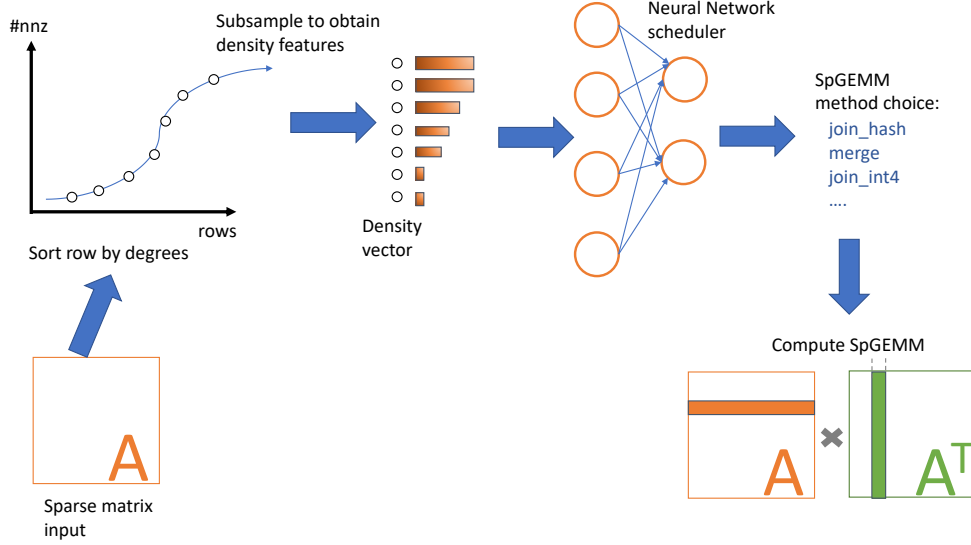 #nnz
rows
Sort row by degrees
A
Sparse matrix
input
Subsample to obtain
density features
Density
vector
Neural Network
scheduler
SpGEMM
method choice:
join_hash
merge
join_int4
....
Compute SpGEMM
A
A^T